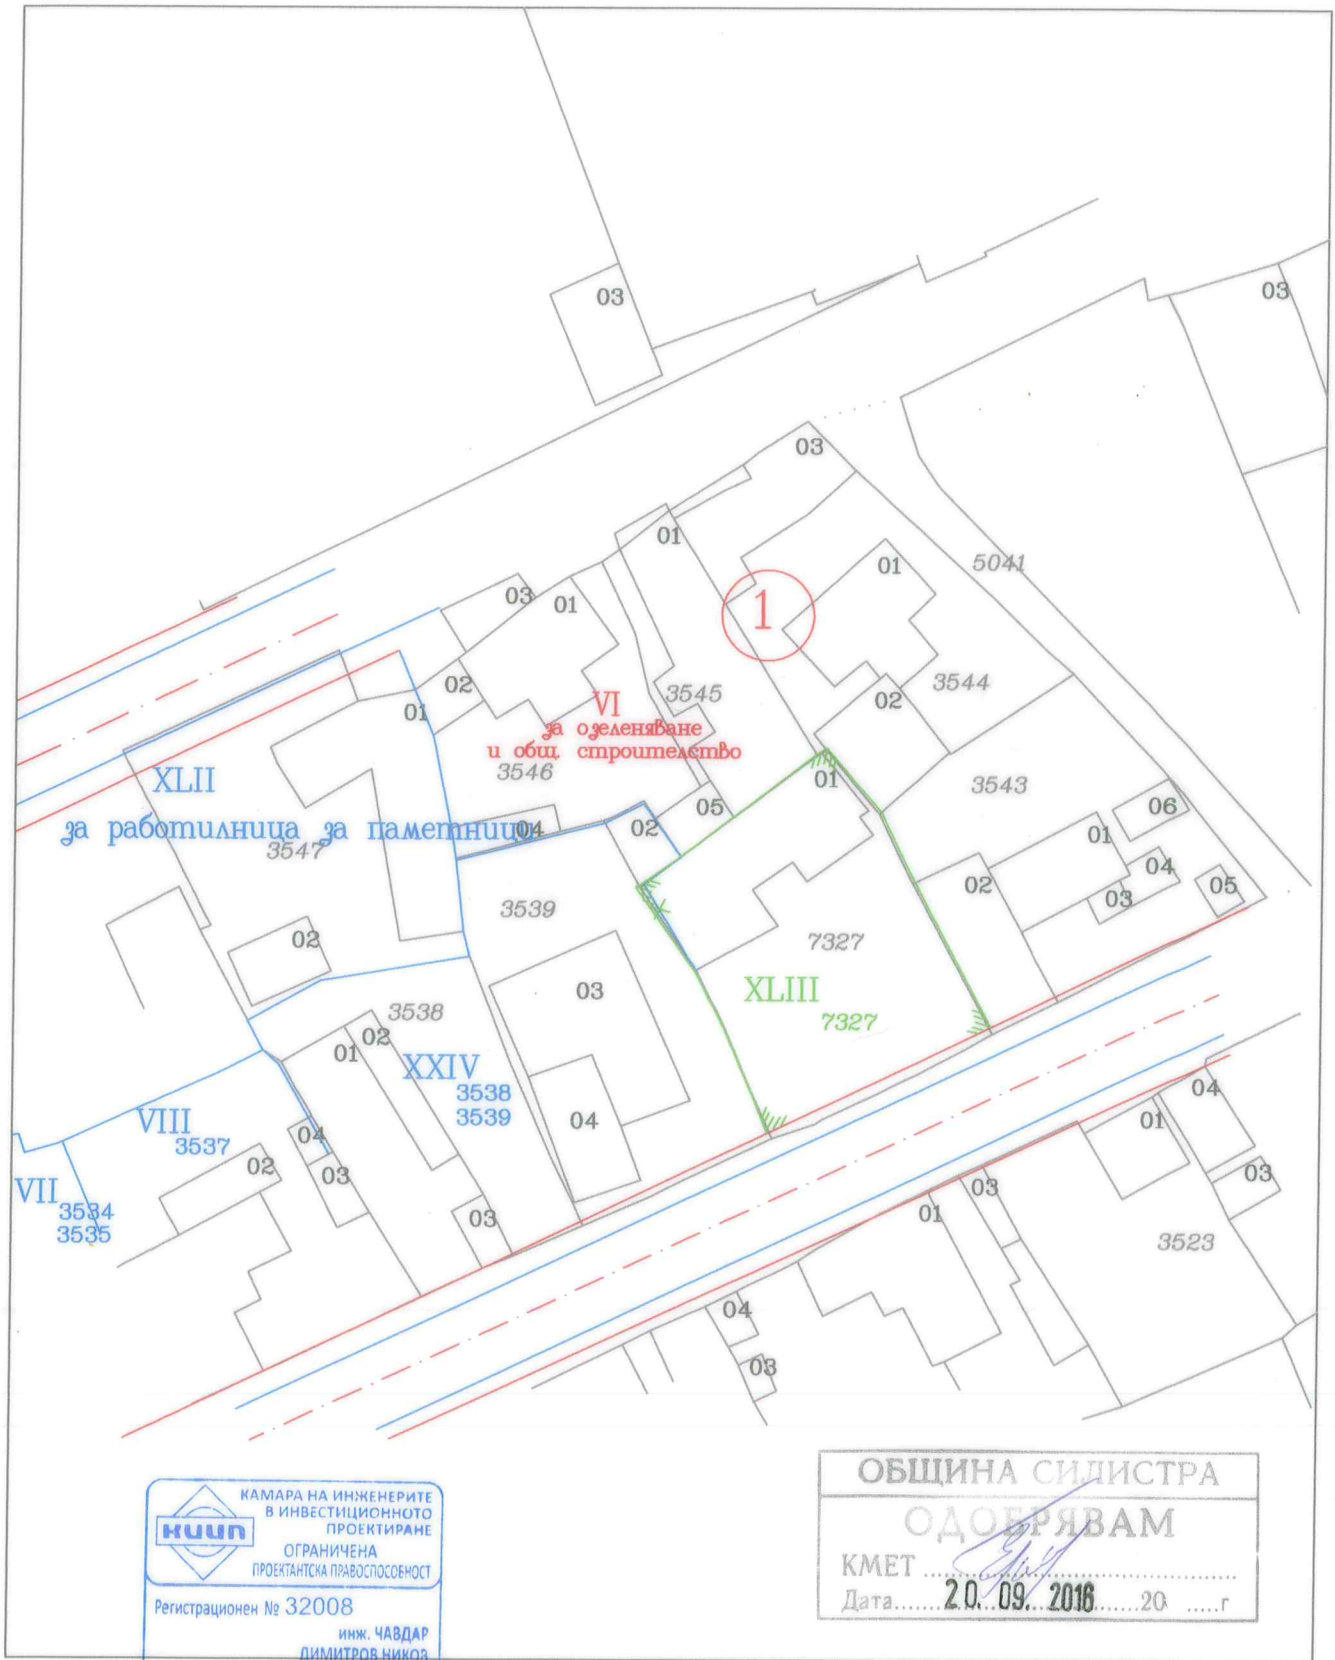 03
03
03
01
01
5041
03
01
1
3544
02
3545
02
01
VI
за озеленяване
и общ. строителство
3546
01
3543
XLII
за работилница за паметници
3547
04
02
05
06
01
04
03
05
02
3539
02
7327
03
XLIII
7327
3538
02
01
XXIV
3538
3539
04
VIII
3537
04
02
03
VII
3534
3535
03
04
01
03
03
01
3523
04
03
ОБЩИНА СИЛИСТРА
ОДОБРЯВАМ
КМЕТ
Дата 20. 09. 2016 20 г
КАМАРА НА ИНЖЕНЕРИТЕ
В ИНВЕСТИЦИОННОТО
ПРОЕКТИРАНЕ
КИИП
ОГРАНИЧЕНА
ПРОЕКТАНТСКА ПРАВОСПОСОБНОСТ
Регистрационен № 32008
инж. ЧАВДАР
ДИМИТРОВ НИКОВ